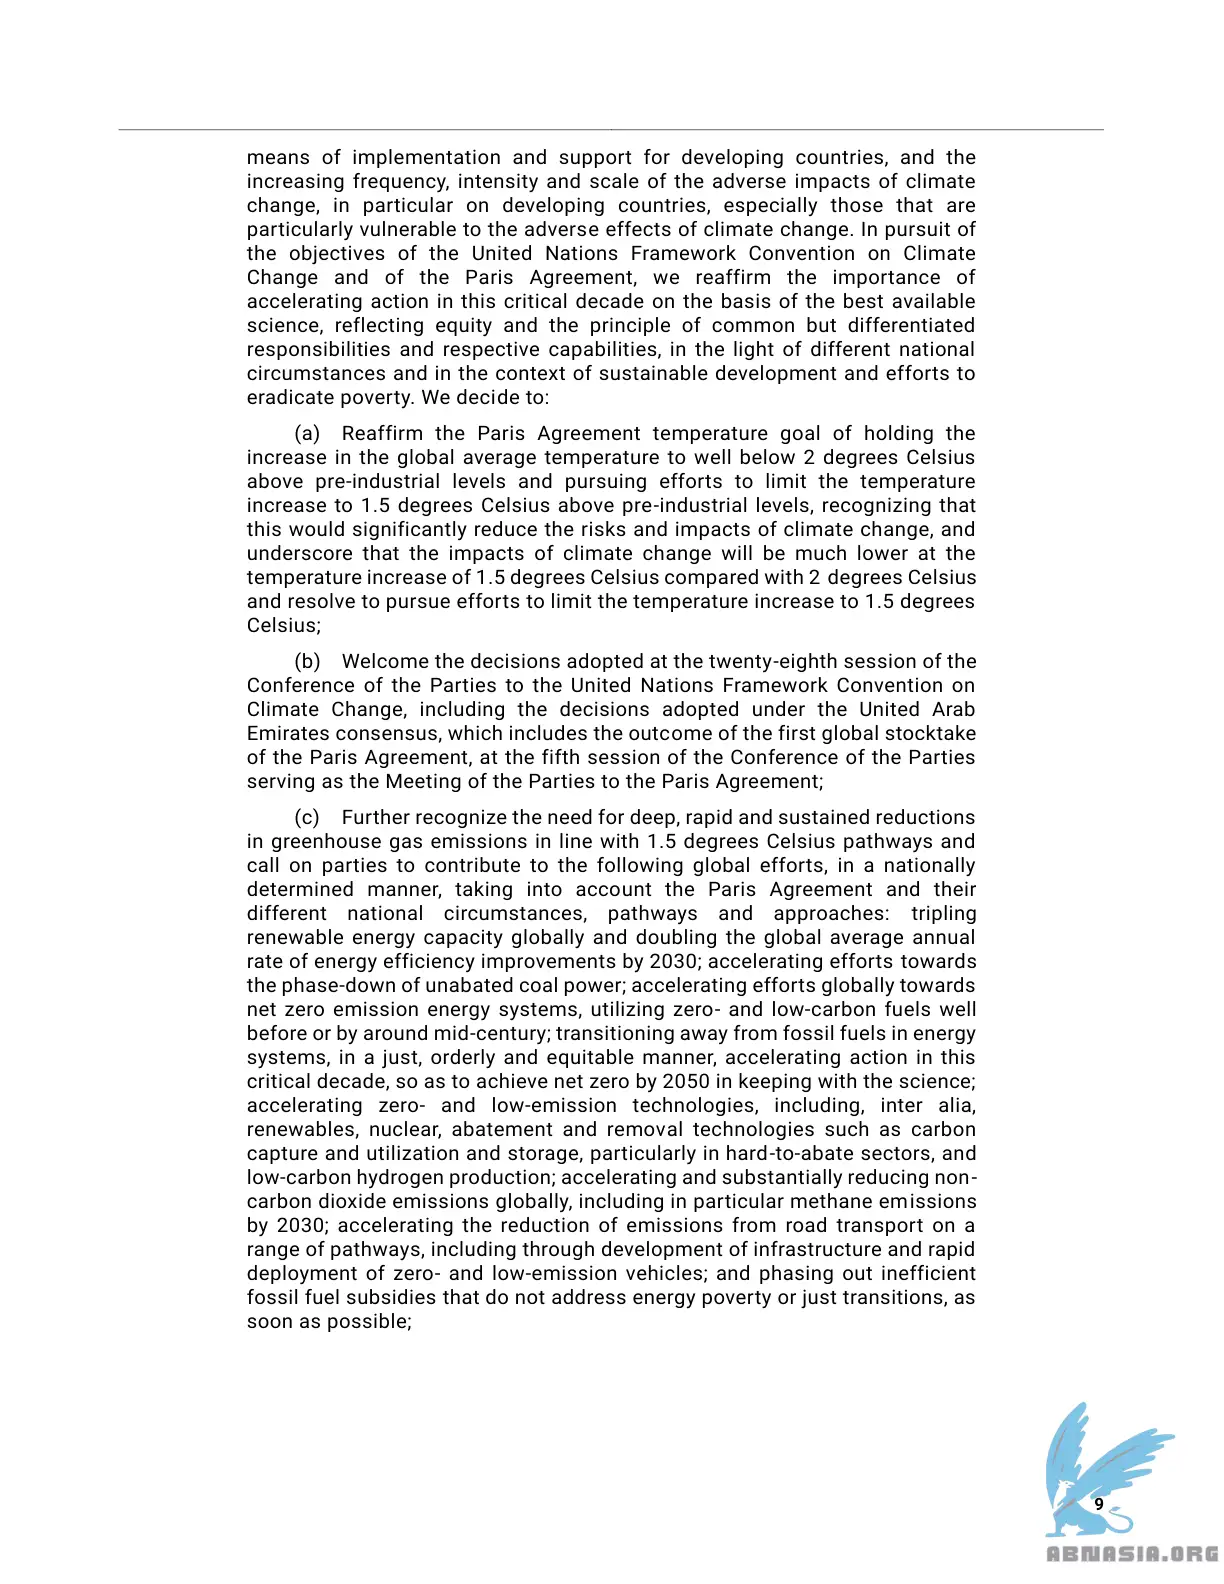 means of implementation and support for developing countries, and the
increasing frequency, intensity and scale of the adverse impacts of climate
change, in particular on developing countries, especially those that are
particularly vulnerable to the adverse effects of climate change. In pursuit of
the objectives of the United Nations Framework Convention on Climate
Change and of the Paris Agreement, we reaffirm the importance of
accelerating action in this critical decade on the basis of the best available
science, reflecting equity and the principle of common but differentiated
responsibilities and respective capabilities, in the light of different national
circumstances and in the context of sustainable development and efforts to
eradicate poverty. We decide to:
(a) Reaffirm the Paris Agreement temperature goal of holding the
increase in the global average temperature to well below 2 degrees Celsius
above pre-industrial levels and pursuing efforts to limit the temperature
increase to 1.5 degrees Celsius above pre-industrial levels, recognizing that
this would significantly reduce the risks and impacts of climate change, and
underscore that the impacts of climate change will be much lower at the
temperature increase of 1.5 degrees Celsius compared with 2 degrees Celsius
and resolve to pursue efforts to limit the temperature increase to 1.5 degrees
Celsius;
(b) Welcome the decisions adopted at the twenty-eighth session of the
Conference of the Parties to the United Nations Framework Convention on
Climate Change, including the decisions adopted under the United Arab
Emirates consensus, which includes the outcome of the first global stocktake
of the Paris Agreement, at the fifth session of the Conference of the Parties
serving as the Meeting of the Parties to the Paris Agreement;
(c) Further recognize the need for deep, rapid and sustained reductions
in greenhouse gas emissions in line with 1.5 degrees Celsius pathways and
call on parties to contribute to the following global efforts, in a nationally
determined manner, taking into account the Paris Agreement and their
different national circumstances, pathways and approaches: tripling
renewable energy capacity globally and doubling the global average annual
rate of energy efficiency improvements by 2030; accelerating efforts towards
the phase-down of unabated coal power; accelerating efforts globally towards
net zero emission energy systems, utilizing zero- and low-carbon fuels well
before or by around mid-century; transitioning away from fossil fuels in energy
systems, in a just, orderly and equitable manner, accelerating action in this
critical decade, so as to achieve net zero by 2050 in keeping with the science;
accelerating zero- and low-emission technologies, including, inter alia,
renewables, nuclear, abatement and removal technologies such as carbon
capture and utilization and storage, particularly in hard-to-abate sectors, and
low-carbon hydrogen production; accelerating and substantially reducing non-
carbon dioxide emissions globally, including in particular methane emissions
by 2030; accelerating the reduction of emissions from road transport on a
range of pathways, including through development of infrastructure and rapid
deployment of zero- and low-emission vehicles; and phasing out inefficient
fossil fuel subsidies that do not address energy poverty or just transitions, as
soon as possible;
9
ABNASIA.ORG